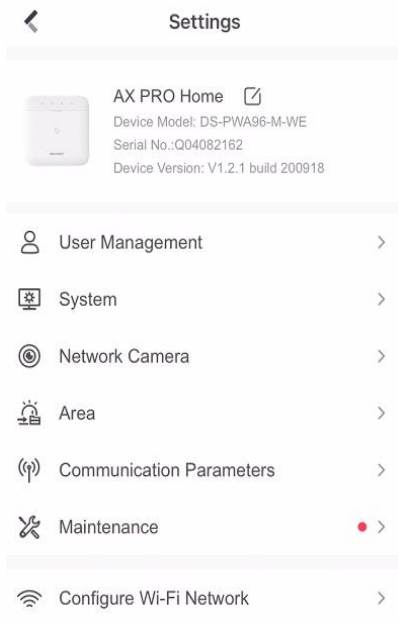 Settings
AX PRO Home
Device Model: DS-PWA96-M-WE
Serial No.:Q04082162
Device Version: V1.2.1 build 200918
User Management
System
Network Camera
Area
Communication Parameters
Maintenance
Configure Wi-Fi Network